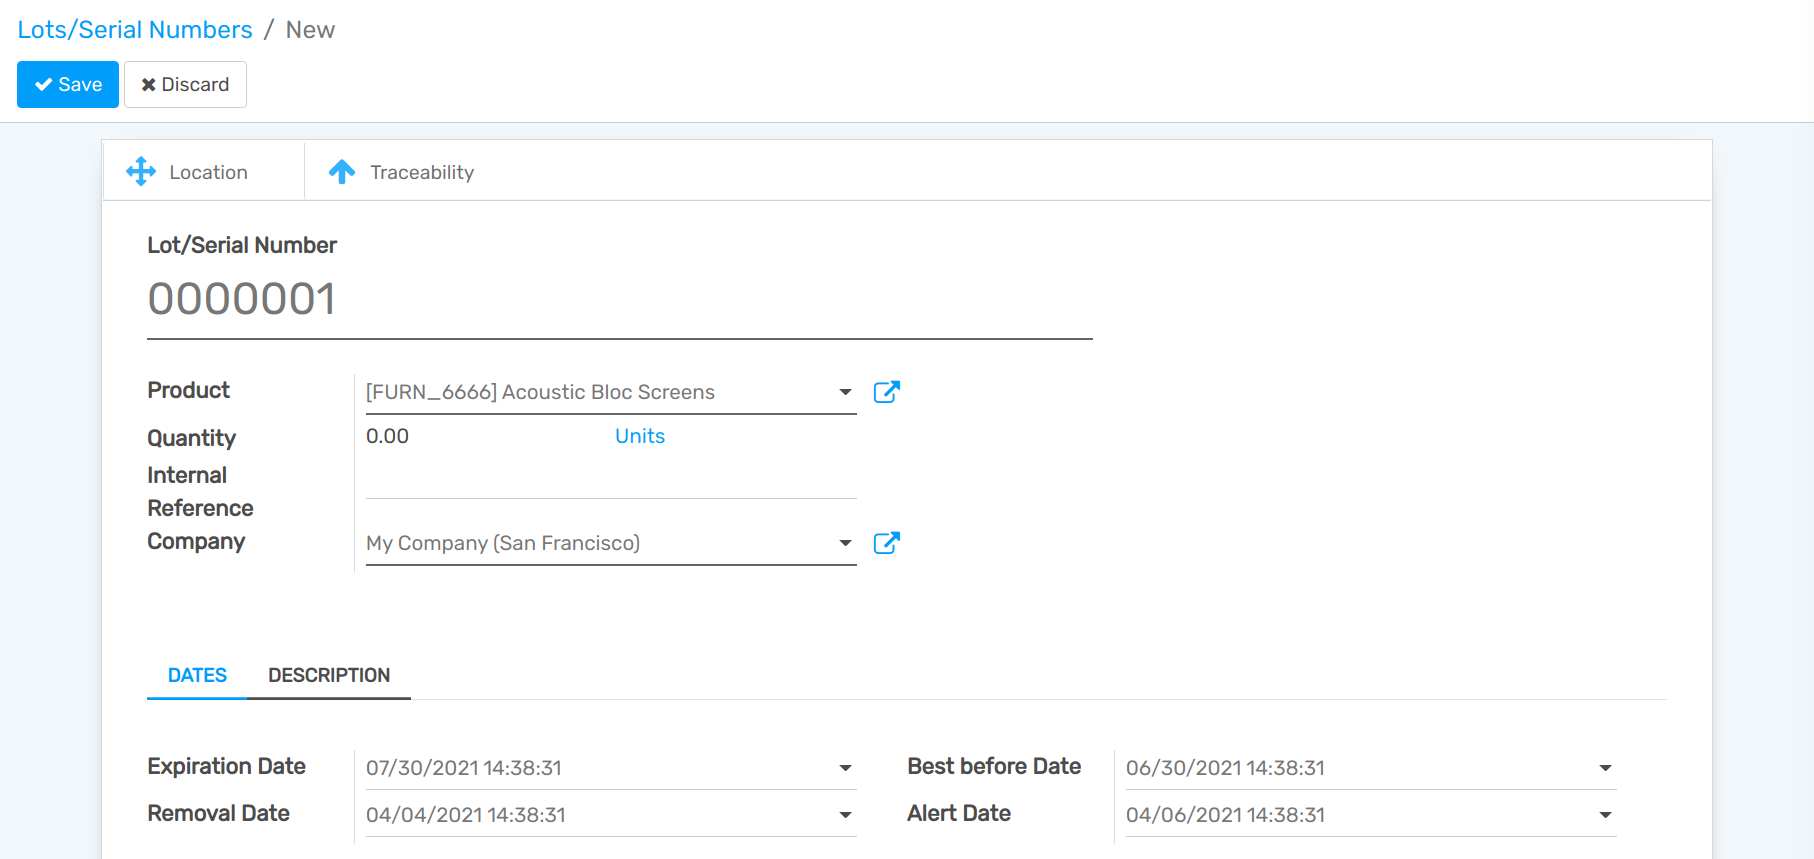 Lots/Serial Numbers / New
Save Discard
Location Traceability
Lot/Serial Number
0000001
Product [FURN_6666] Acoustic Bloc Screens
Quantity 0.00 Units
Internal
Reference
Company My Company (San Francisco)
DATES DESCRIPTION
Expiration Date 07/30/2021 14:38:31 Best before Date 06/30/2021 14:38:31
Removal Date 04/04/2021 14:38:31 Alert Date 04/06/2021 14:38:31